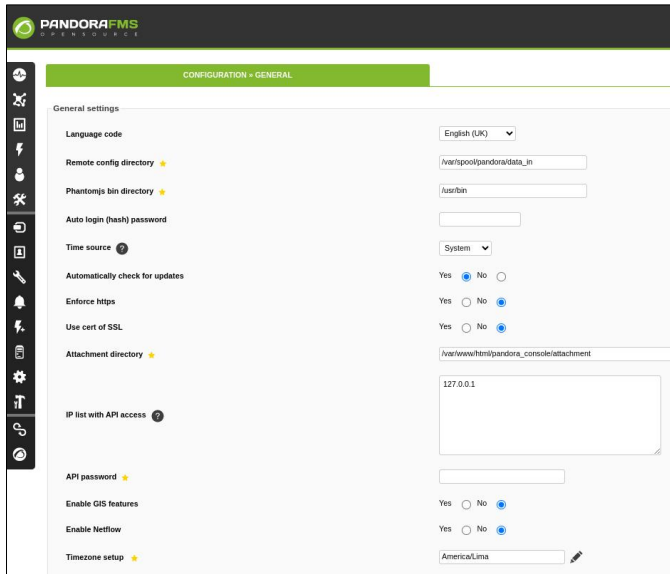 PANDORAFMS
OPENSOURCE
CONFIGURATION » GENERAL
General settings
Language code English (UK)
Remote config directory /var/spool/pandora/data_in
Phantomjs bin directory /usr/bin
Auto login (hash) password
Time source ? System
Automatically check for updates Yes No
Enforce https Yes No
Use cert of SSL Yes No
Attachment directory /var/www/html/pandora_console/attachment
127.0.0.1
IP list with API access ?
API password
Enable GIS features Yes No
Enable Netflow Yes No
Timezone setup America/Lima